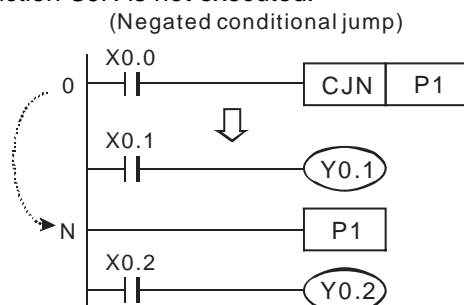 (Negated conditional jump)
X0.0
0 CJN P1
X0.1
Y0.1
N P1
X0.2
Y0.2